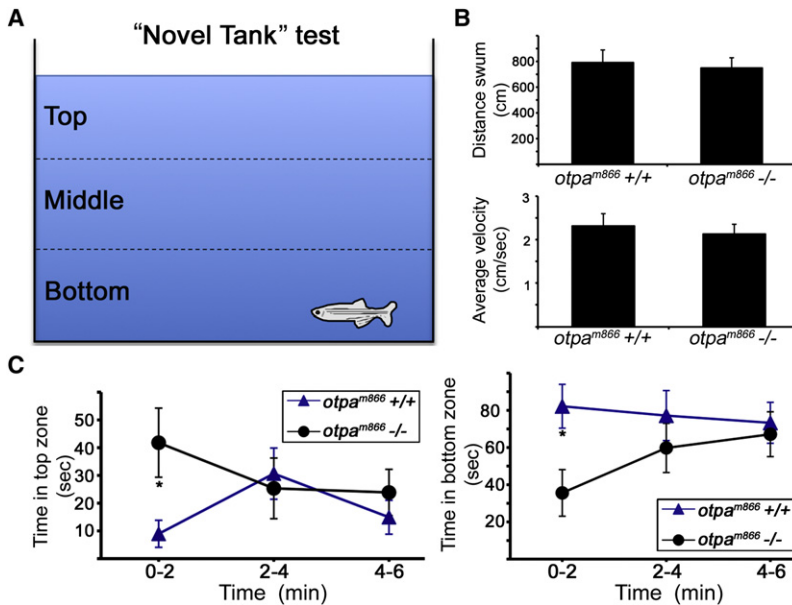 A
"Novel Tank" test
Top
Middle
Bottom
B
Distance swum
(cm)
800
600
400
200
otpa^m866 +/+
otpa^m866 -/-
Average velocity
(cm/sec)
2
1
otpa^m866 +/+
otpa^m866 -/-
C
Time in top zone
(sec)
50
40
30
20
10
otpa^m866 +/+
otpa^m866 -/-
*
0-2
2-4
4-6
Time (min)
Time in bottom zone
(sec)
80
60
40
20
*
otpa^m866 +/+
otpa^m866 -/-
0-2
2-4
4-6
Time (min)